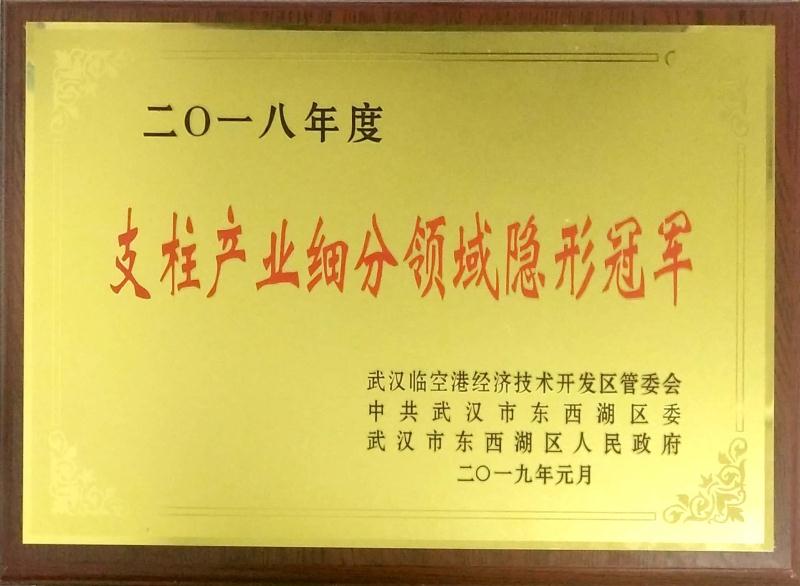 二〇一八年度
支柱产业细分领域隐形冠军
武汉临空港经济技术开发区管委会
中共武汉市东西湖区委
武汉市东西湖区人民政府
二〇一九年元月